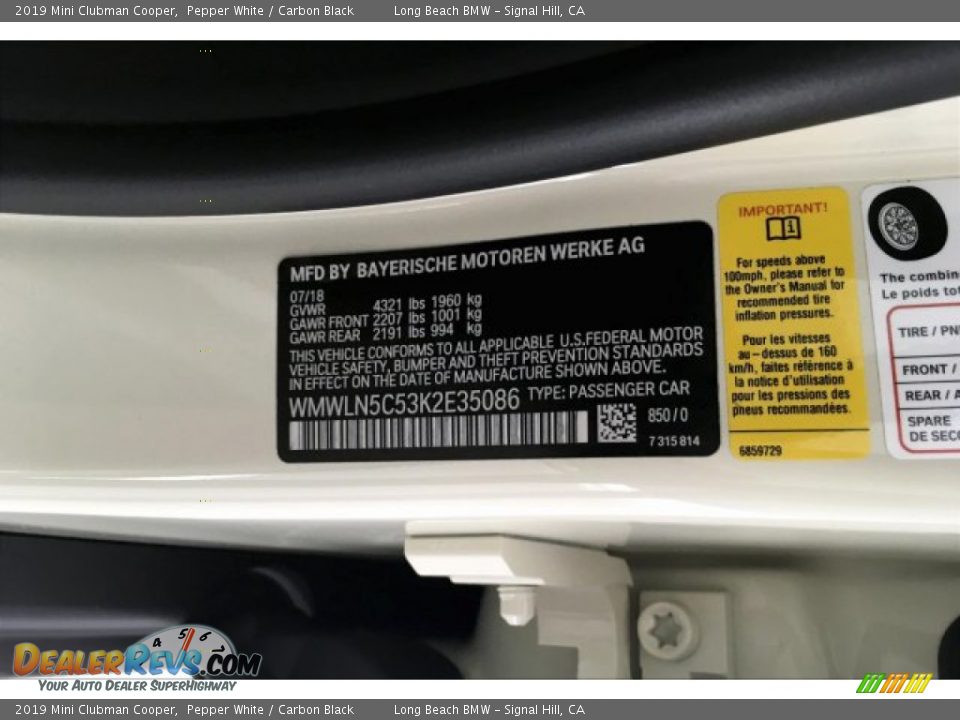 2019 Mini Clubman Cooper, Pepper White / Carbon Black Long Beach BMW - Signal Hill, CA
MFD BY BAYERISCHE MOTOREN WERKE AG
07/18
GVWR 4321 lbs 1960 kg
GAWR FRONT 2207 lbs 1001 kg
GAWR REAR 2191 lbs 994 kg
THIS VEHICLE CONFORMS TO ALL APPLICABLE U.S.FEDERAL MOTOR
VEHICLE SAFETY, BUMPER AND THEFT PREVENTION STANDARDS
IN EFFECT ON THE DATE OF MANUFACTURE SHOWN ABOVE.
WMWLN5C53K2E35086 TYPE: PASSENGER CAR
850/0
7 315 814
IMPORTANT!
For speeds above
100mph, please refer to
the Owner's Manual for
recommended tire
inflation pressures.
Pour les vitesses
au-dessus de 160
km/h, faites référence à
la notice d'utilisation
pour les pressions des
pneus recommandées.
6859729
The combin
Le poids tot
TIRE / PNE
FRONT /
REAR / A
SPARE
DE SECO
4 5 6
DEALERREVS.COM
YOUR AUTO DEALER SUPERHIGHWAY
2019 Mini Clubman Cooper, Pepper White / Carbon Black Long Beach BMW - Signal Hill, CA